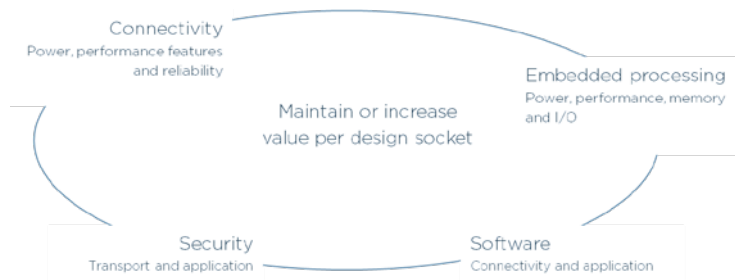 Connectivity
Power, performance features
and reliability
Embedded processing
Power, performance, memory
and I/O
Maintain or increase
value per design socket
Security
Transport and application
Software
Connectivity and application